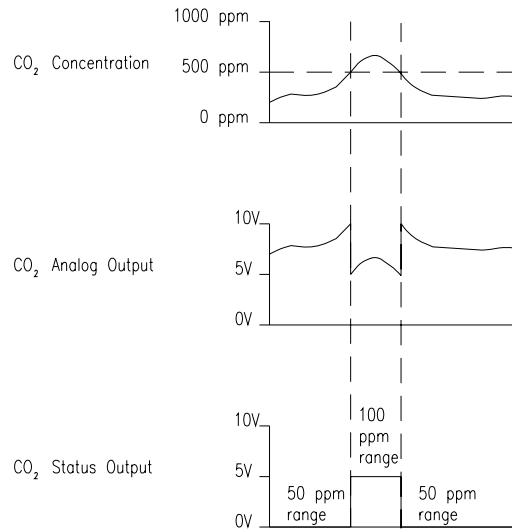 1000 ppm
CO₂ Concentration
500 ppm
0 ppm
10V
CO₂ Analog Output
5V
0V
10V
100
ppm
range
CO₂ Status Output
5V
50 ppm
range
50 ppm
range
0V